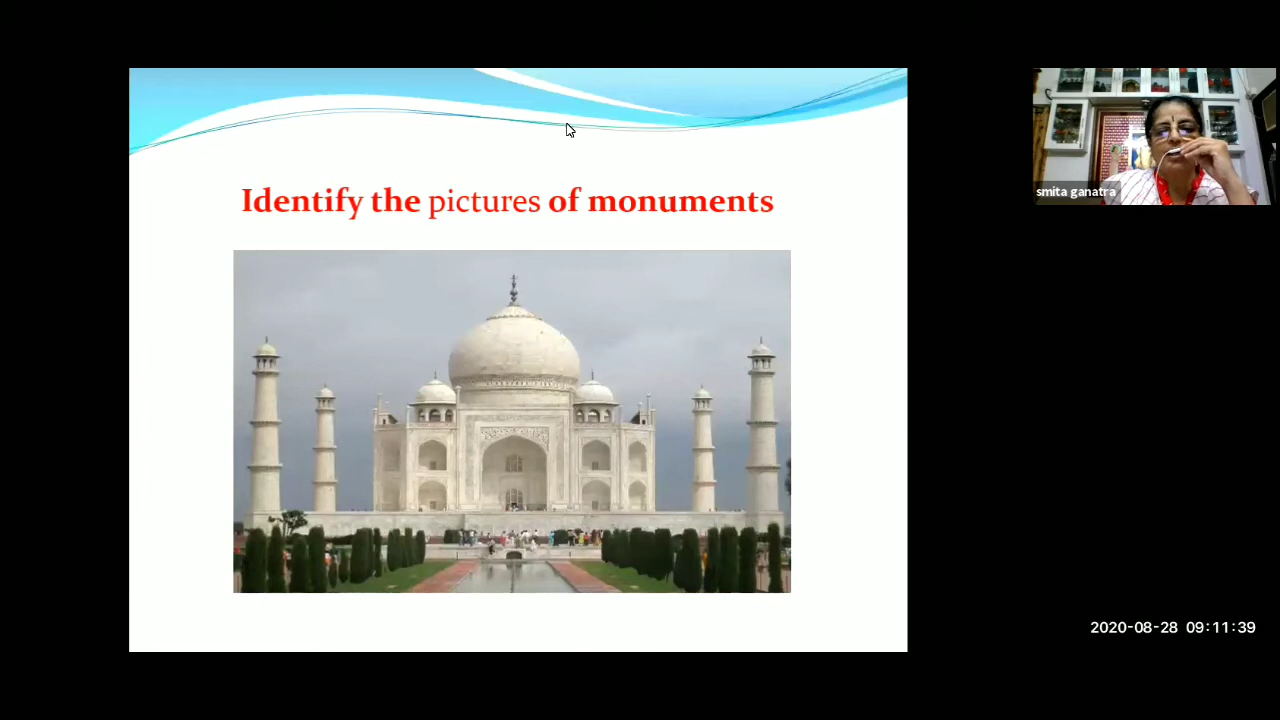 Identify the pictures of monuments
smita ganatra
2020-08-28 09:11:39